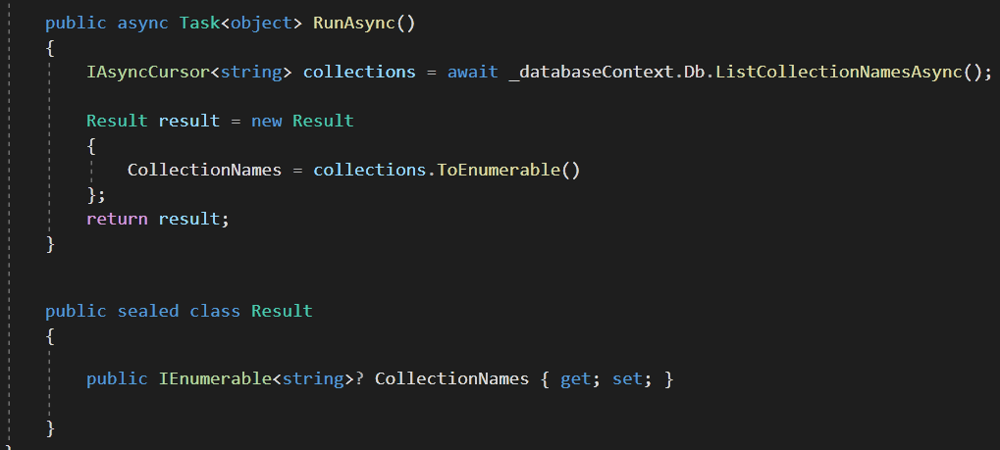 public async Task<object> RunAsync()
{
IAsyncCursor<string> collections = await _databaseContext.Db.ListCollectionNamesAsync();
Result result = new Result
{
CollectionNames = collections.ToEnumerable()
};
return result;
}
public sealed class Result
{
public IEnumerable<string>? CollectionNames { get; set; }
}